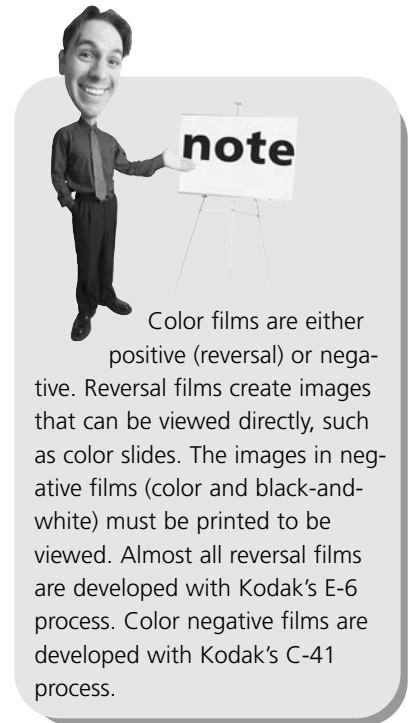 note
Color films are either
positive (reversal) or nega-
tive. Reversal films create images
that can be viewed directly, such
as color slides. The images in neg-
ative films (color and black-and-
white) must be printed to be
viewed. Almost all reversal films
are developed with Kodak's E-6
process. Color negative films are
developed with Kodak's C-41
process.